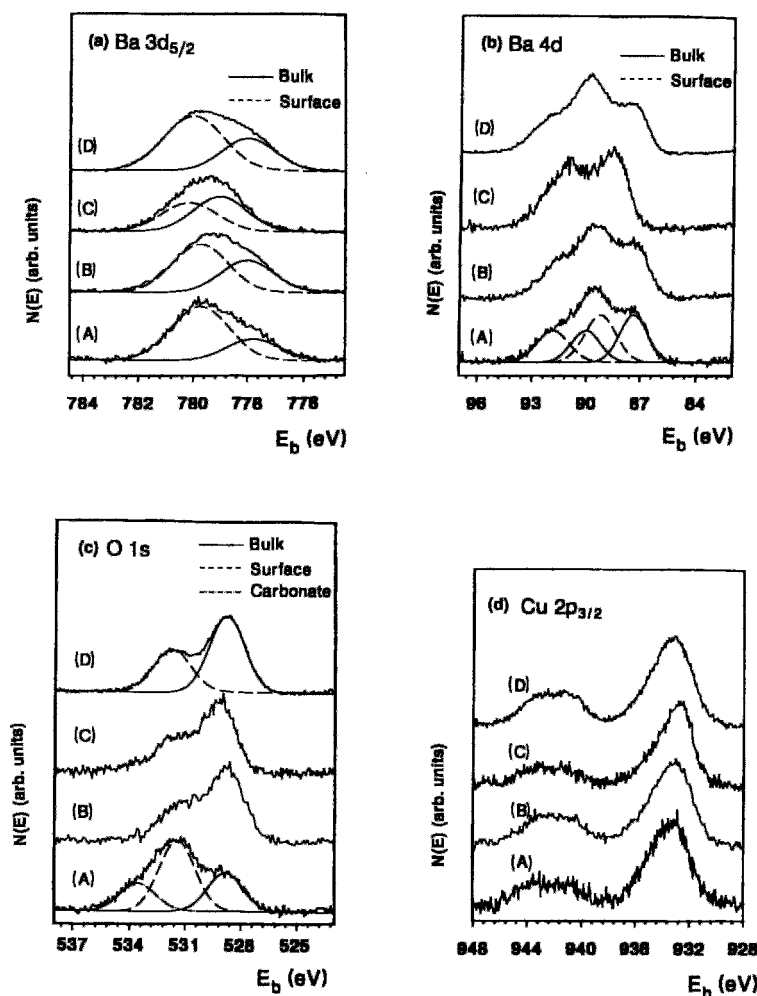 (a) Ba 3d5/2
Bulk
Surface
(D)
(C)
(B)
(A)
N(E) (arb. units)
784 782 780 778 776
Eb (eV)
(b) Ba 4d
Bulk
Surface
(D)
(C)
(B)
(A)
N(E) (arb. units)
96 93 90 87 84
Eb (eV)
(c) O 1s
Bulk
Surface
Carbonate
(D)
(C)
(B)
(A)
N(E) (arb. units)
537 534 531 528 525
Eb (eV)
(d) Cu 2p3/2
(D)
(C)
(B)
(A)
N(E) (arb. units)
948 944 940 936 932 928
Eb (eV)